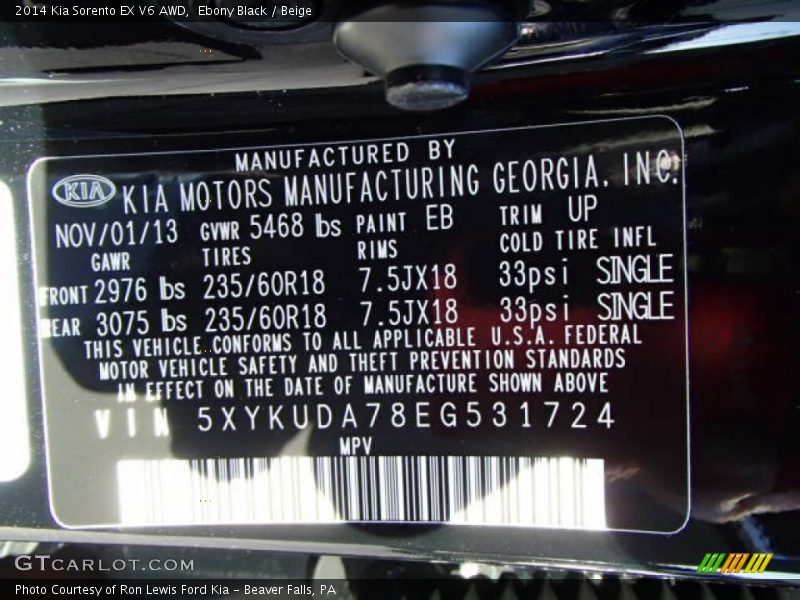 2014 Kia Sorento EX V6 AWD, Ebony Black / Beige
MANUFACTURED BY
KIA KIA MOTORS MANUFACTURING GEORGIA, INC.
NOV/01/13 GVWR 5468 lbs PAINT EB TRIM UP
GAWR TIRES RIMS COLD TIRE INFL
FRONT 2976 lbs 235/60R18 7.5JX18 33psi SINGLE
REAR 3075 lbs 235/60R18 7.5JX18 33psi SINGLE
THIS VEHICLE CONFORMS TO ALL APPLICABLE U.S.A. FEDERAL
MOTOR VEHICLE SAFETY AND THEFT PREVENTION STANDARDS
IN EFFECT ON THE DATE OF MANUFACTURE SHOWN ABOVE
VIN 5XYKUDA78EG531724
MPV
GTCARLOT.COM
Photo Courtesy of Ron Lewis Ford Kia - Beaver Falls, PA